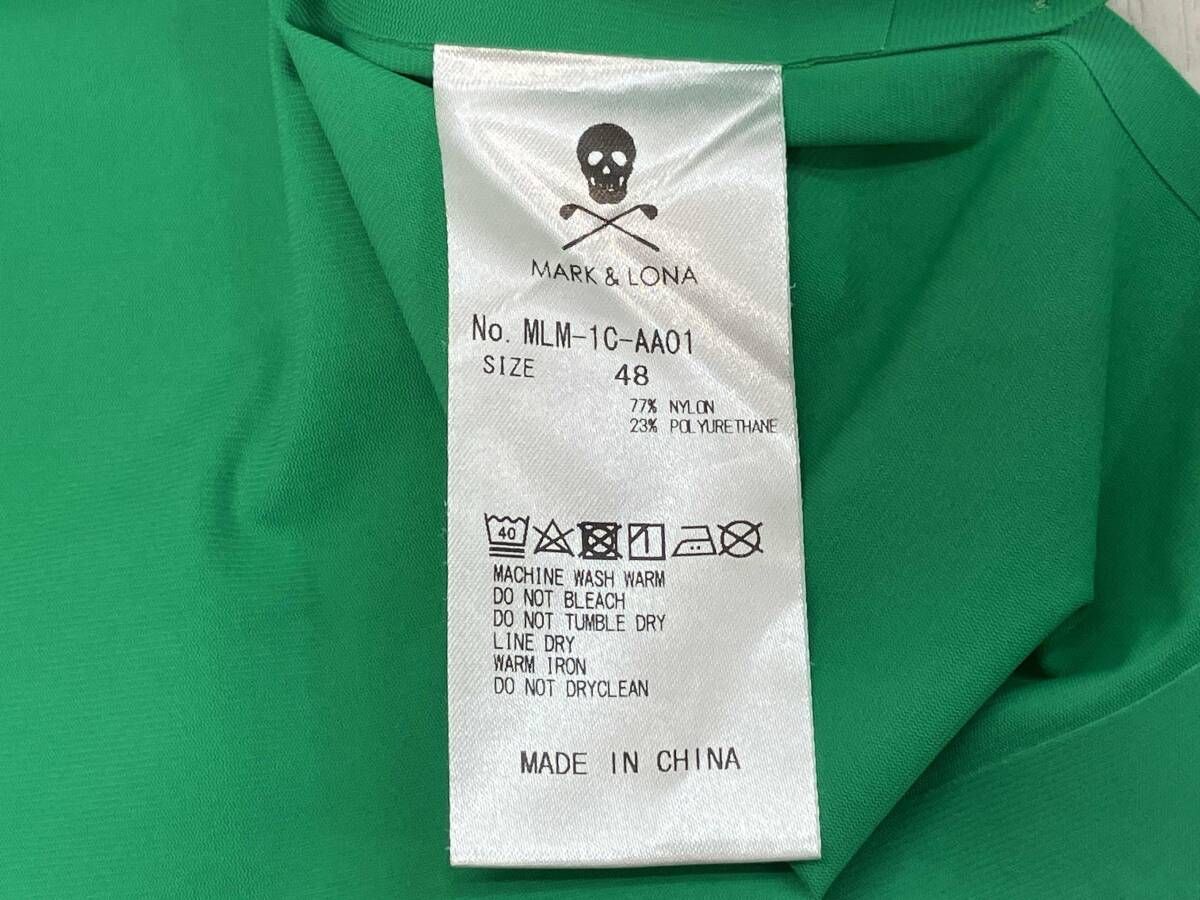 MARK & LONA
No. MLM-1C-AA01
SIZE 48
77% NYLON
23% POLYURETHANE
40
MACHINE WASH WARM
DO NOT BLEACH
DO NOT TUMBLE DRY
LINE DRY
WARM IRON
DO NOT DRYCLEAN
MADE IN CHINA